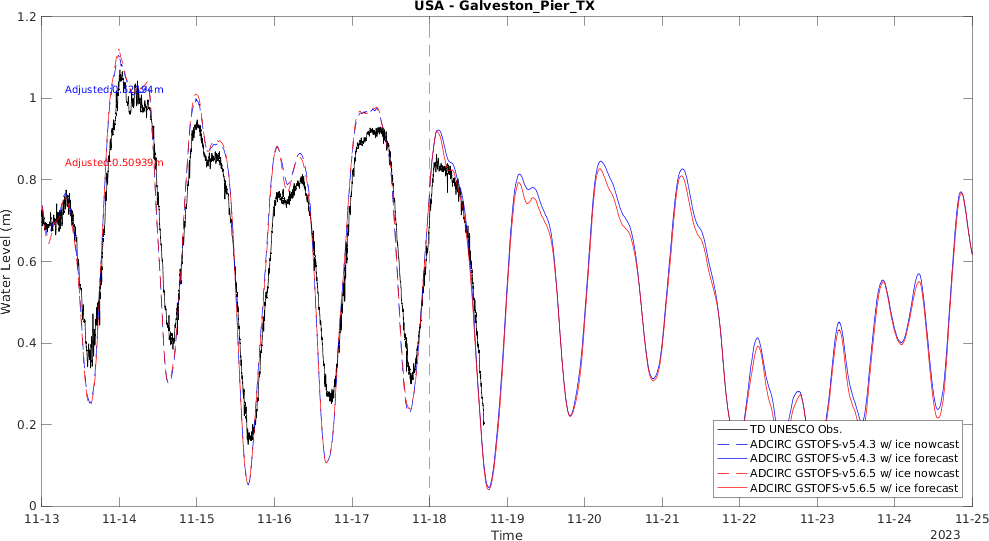 USA - Galveston_Pier_TX
1.2
1
0.8
0.6
0.4
0.2
0
Water Level (m)
Adjusted:0.52194m
Adjusted:0.50939m
TD UNESCO Obs.
ADCIRC GSTOFS-v5.4.3 w/ ice nowcast
ADCIRC GSTOFS-v5.4.3 w/ ice forecast
ADCIRC GSTOFS-v5.6.5 w/ ice nowcast
ADCIRC GSTOFS-v5.6.5 w/ ice forecast
11-13 11-14 11-15 11-16 11-17 11-18 11-19 11-20 11-21 11-22 11-23 11-24 11-25
Time
2023